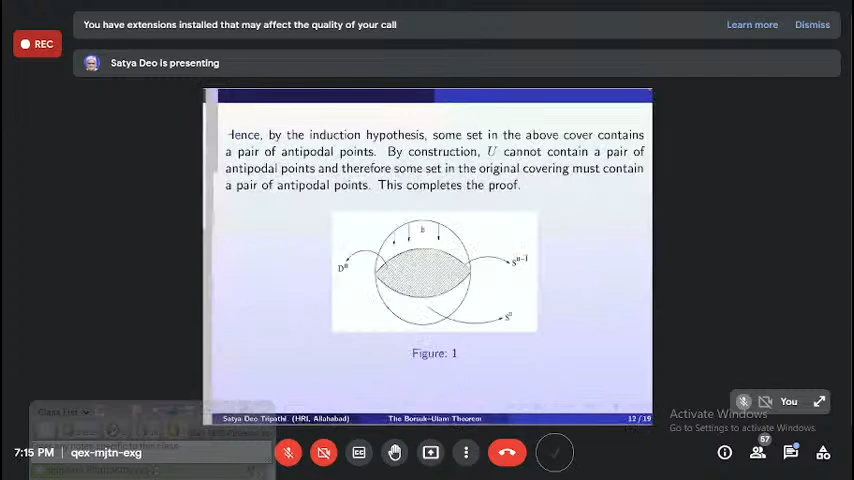 You have extensions installed that may affect the quality of your call
Learn more
Dismiss
REC
Satya Deo is presenting
Hence, by the induction hypothesis, some set in the above cover contains
a pair of antipodal points. By construction, U cannot contain a pair of
antipodal points and therefore some set in the original covering must contain
a pair of antipodal points. This completes the proof.
h
Dⁿ
Sⁿ⁻¹
Sⁿ
Figure: 1
Satya Deo Tripathi (HRI, Allahabad)
The Borsuk-Ulam Theorem
12 / 19
You
Class List
Activate Windows
Go to Settings to activate Windows.
7:15 PM | qex-mjtn-exg
57